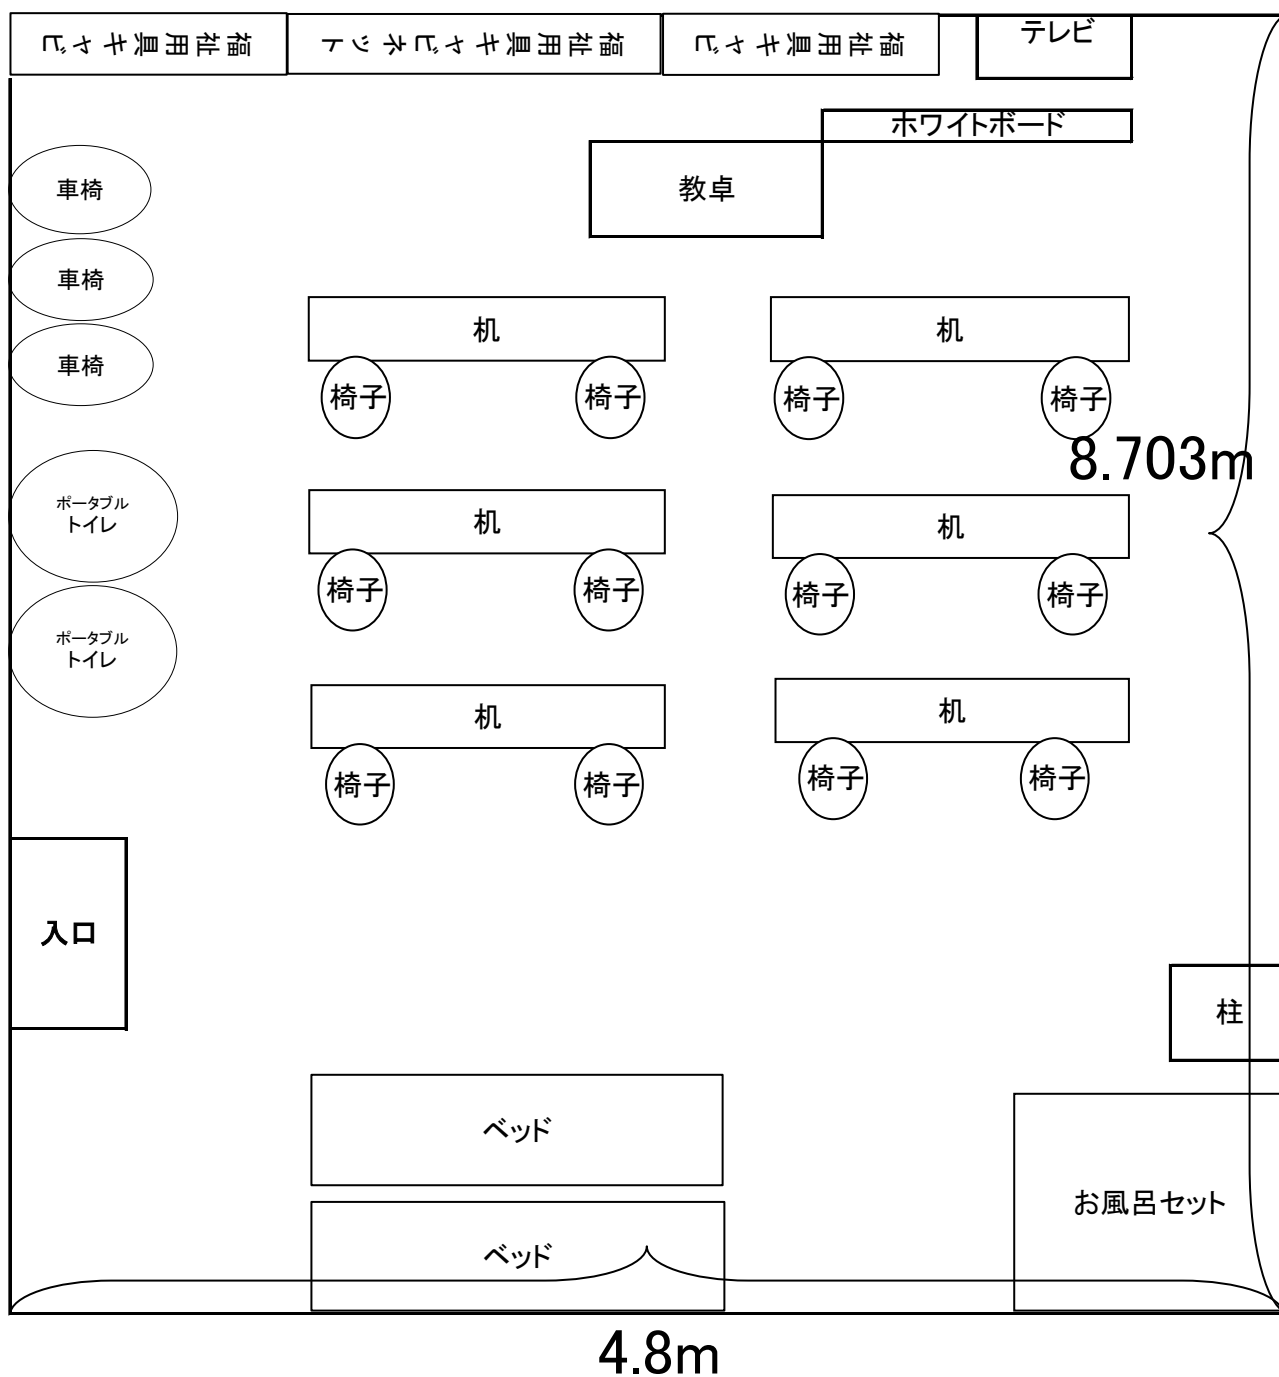 福祉用具キャビ
福祉用具キャビネット
福祉用具キャビ
テレビ
ホワイトボード
教卓
車椅
車椅
車椅
机
机
椅子
椅子
椅子
椅子
8.703m
ポータブル
トイレ
机
机
椅子
椅子
椅子
椅子
ポータブル
トイレ
机
机
椅子
椅子
椅子
椅子
入口
柱
ベッド
お風呂セット
ベッド
4.8m